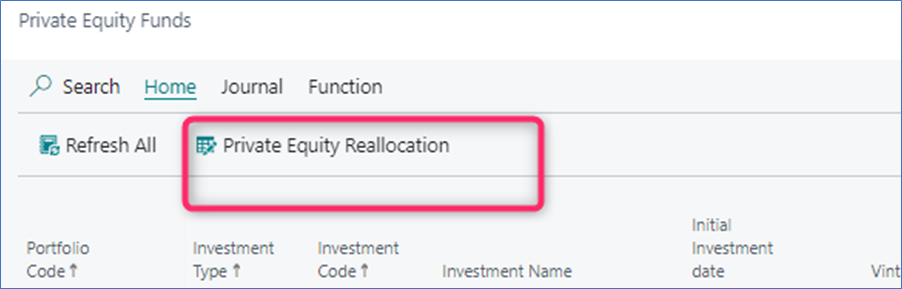 Private Equity Funds
Search Home Journal Function
Refresh All Private Equity Reallocation
Initial
Portfolio Investment Investment Investment
Code↑ Type↑ Code↑ Investment Name date Vint